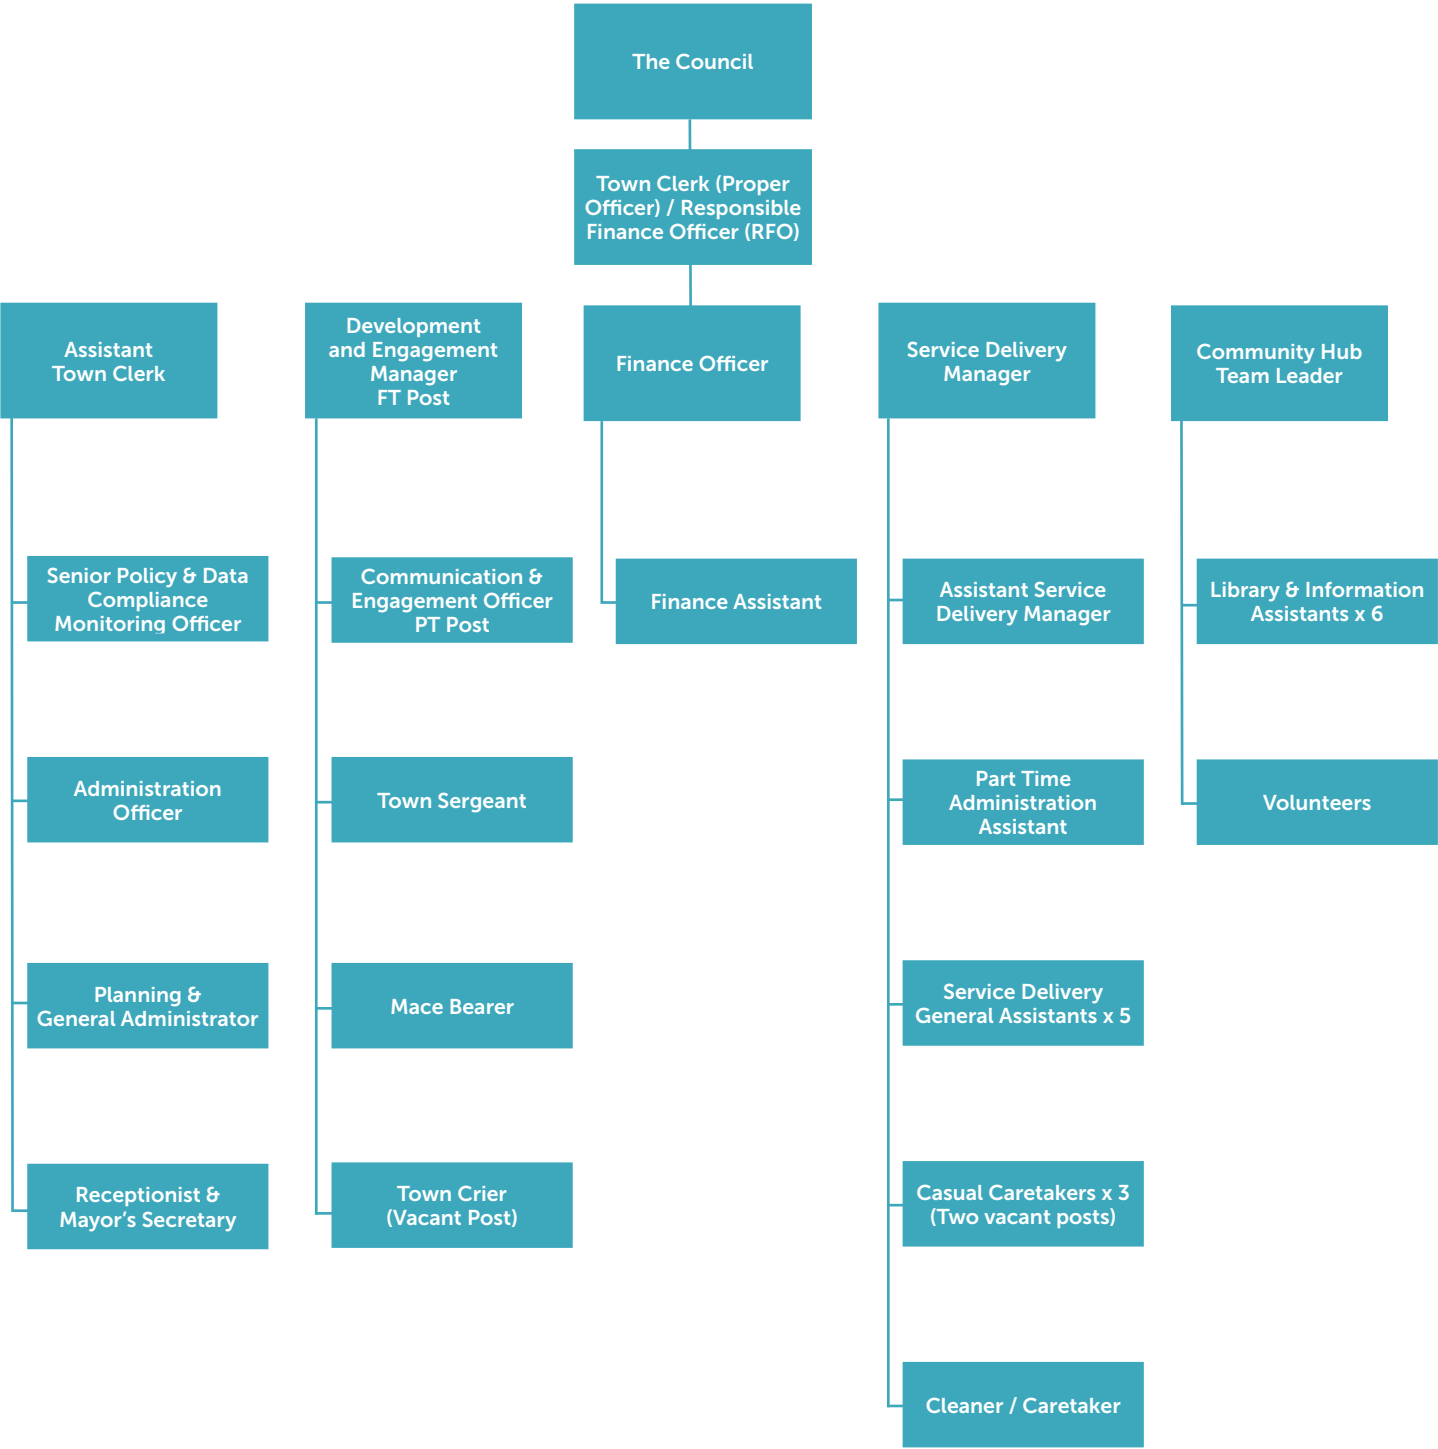 The Council
Town Clerk (Proper
Officer) / Responsible
Finance Officer (RFO)
Assistant
Town Clerk
Development
and Engagement
Manager
FT Post
Finance Officer
Service Delivery
Manager
Community Hub
Team Leader
Senior Policy & Data
Compliance
Monitoring Officer
Communication &
Engagement Officer
PT Post
Finance Assistant
Assistant Service
Delivery Manager
Library & Information
Assistants x 6
Administration
Officer
Town Sergeant
Part Time
Administration
Assistant
Volunteers
Planning &
General Administrator
Mace Bearer
Service Delivery
General Assistants x 5
Receptionist &
Mayor’s Secretary
Town Crier
(Vacant Post)
Casual Caretakers x 3
(Two vacant posts)
Cleaner / Caretaker